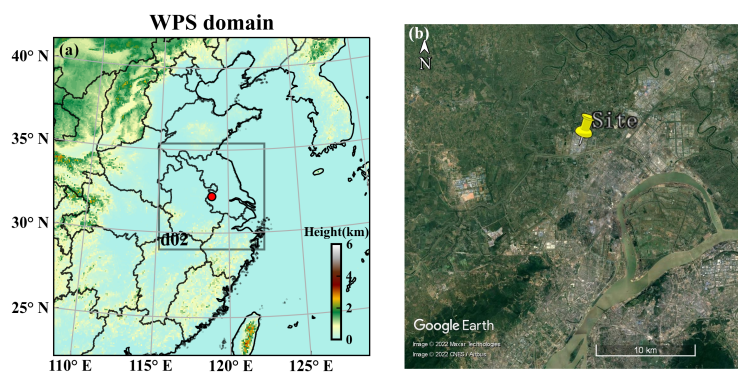 WPS domain
(a)
40° N
35° N
30° N
25° N
d02
Height(km)
6
4
2
0
110° E
115° E
120° E
125° E
(b)
N
Site
Google Earth
Image © 2022 Maxar Technologies
Image © 2022 CNES / Airbus
10 km